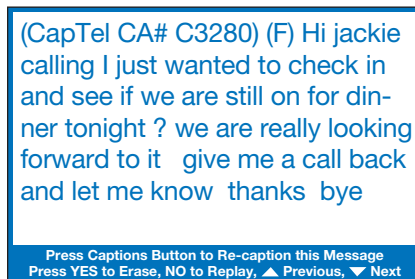 (CapTel CA# C3280) (F) Hi jackie
calling I just wanted to check in
and see if we are still on for din-
ner tonight ? we are really looking
forward to it   give me a call back
and let me know  thanks  bye
Press Captions Button to Re-caption this Message
Press YES to Erase, NO to Replay, ▲ Previous, ▼ Next